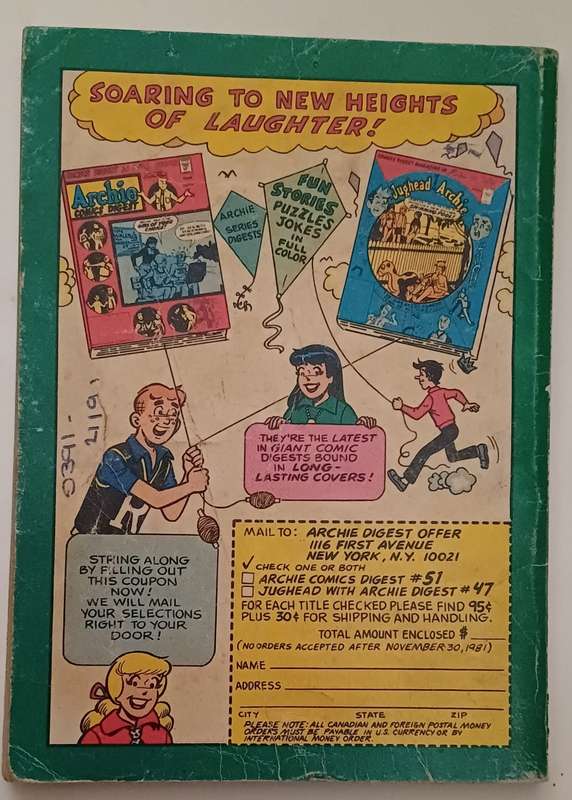 SOARING TO NEW HEIGHTS
OF LAUGHTER!
Archie
COMICS DIGEST
ARCHIE
SERIES
DIGESTS
FUN
STORIES
PUZZLES
JOKES
IN
FULL
COLOR
Jughead Archie
THEY'RE THE LATEST
IN GIANT COMIC
DIGESTS BOUND
IN LONG-
LASTING COVERS!
R
0391-
21191
STRING ALONG
BY FILLING OUT
THIS COUPON
NOW!
WE WILL MAIL
YOUR SELECTIONS
RIGHT TO YOUR
DOOR!
MAIL TO: ARCHIE DIGEST OFFER
1116 FIRST AVENUE
NEW YORK, N.Y. 10021
✓ CHECK ONE OR BOTH
□ ARCHIE COMICS DIGEST #51
□ JUGHEAD WITH ARCHIE DIGEST #47
FOR EACH TITLE CHECKED PLEASE FIND 95¢
PLUS 30¢ FOR SHIPPING AND HANDLING.
TOTAL AMOUNT ENCLOSED $
(NO ORDERS ACCEPTED AFTER NOVEMBER 30, 1981)
NAME
ADDRESS
CITY STATE ZIP
PLEASE NOTE: ALL CANADIAN AND FOREIGN POSTAL MONEY
ORDERS MUST BE PAYABLE IN U.S. CURRENCY OR BY
INTERNATIONAL MONEY ORDER.